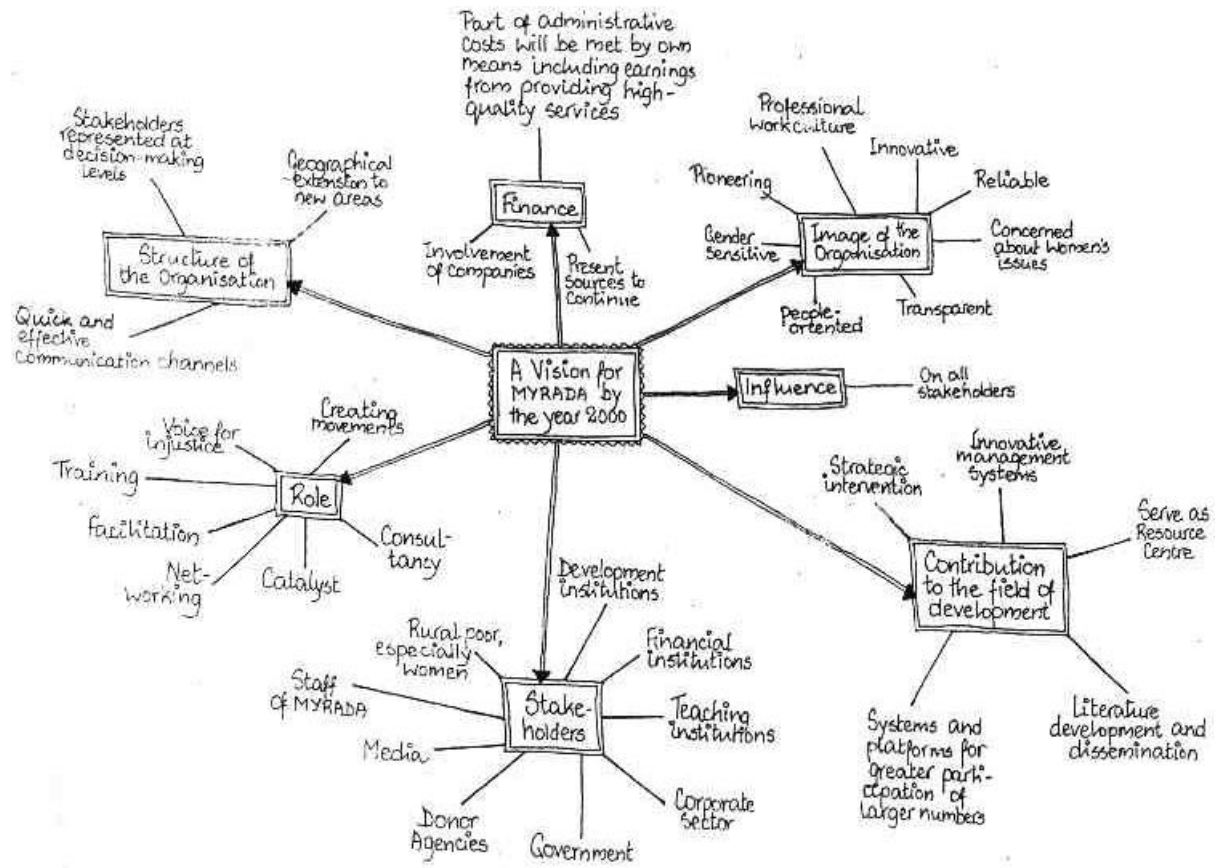 Part of administrative
costs will be met by own
means including earnings
from providing high-
quality services
Stakeholders
represented at
decision-making
levels
Geographical
extension to
new areas
Structure of
the Organisation
Quick and
effective
communication channels
Finance
Involvement
of companies
Present
Sources to
Continue
Professional
work culture
Innovative
Pioneering
Reliable
Gender
sensitive
Image of the
Organisation
Concerned
about Women's
issues
People-
oriented
Transparent
A Vision for
MYRADA by
the year 2000
Influence
On all
stakeholders
Creating
movements
Voice for
injustice
Training
Role
Facilitation
Net-
working
Catalyst
Consul-
tancy
Innovative
management
Systems
Strategic
intervention
Serve as
Resource
Centre
Contribution
to the field of
development
Systems and
platforms for
greater parti-
cipation of
larger numbers
Literature
development and
dissemination
Development
institutions
Rural poor,
especially
women
Financial
institutions
Staff
of MYRADA
Stake-
holders
Teaching
institutions
Media
Donor
Agencies
Government
Corporate
Sector